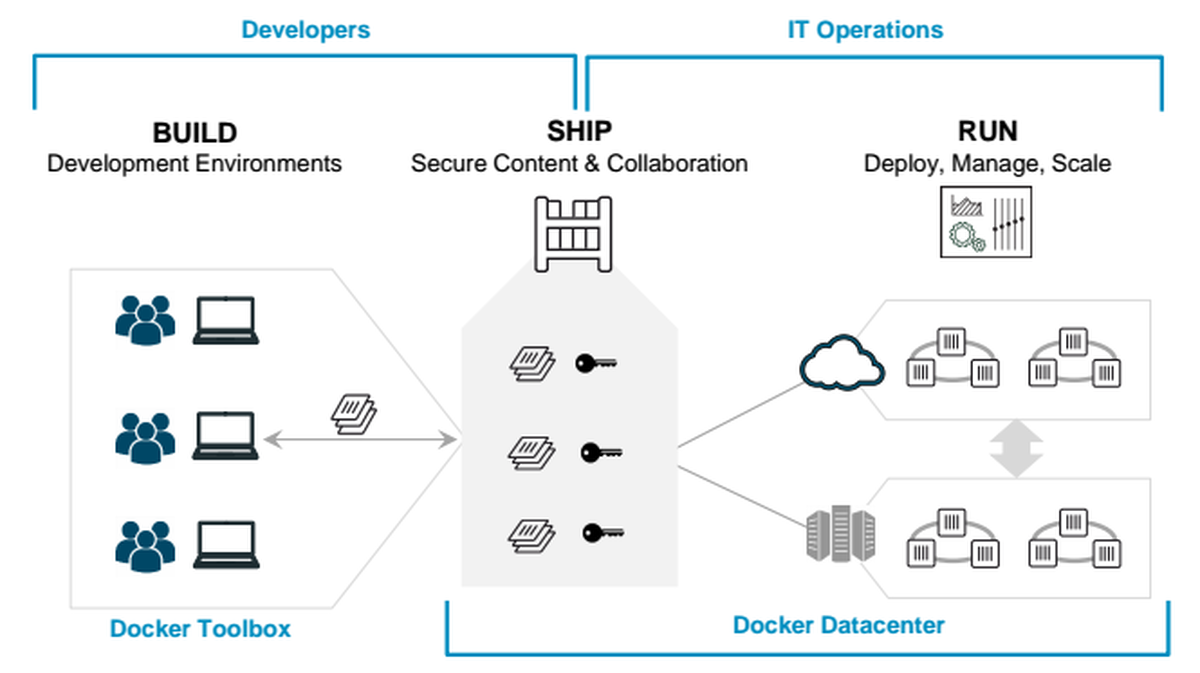 Developers
IT Operations
BUILD
Development Environments
SHIP
Secure Content & Collaboration
RUN
Deploy, Manage, Scale
Docker Toolbox
Docker Datacenter